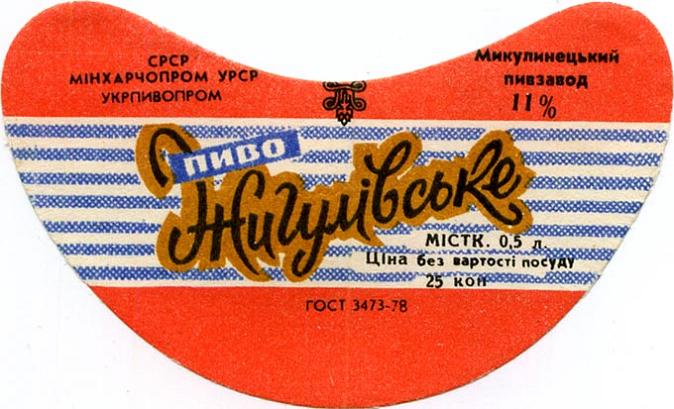 СРСР
МІНХАРЧОПРОМ УРСР
УКРПИВОПРОМ
Микулинецький
пивзавод
11%
ПИВО
Жигулівське
МІСТК. 0,5 л.
Ціна без вартості посуду
25 коп
ГОСТ 3473-78